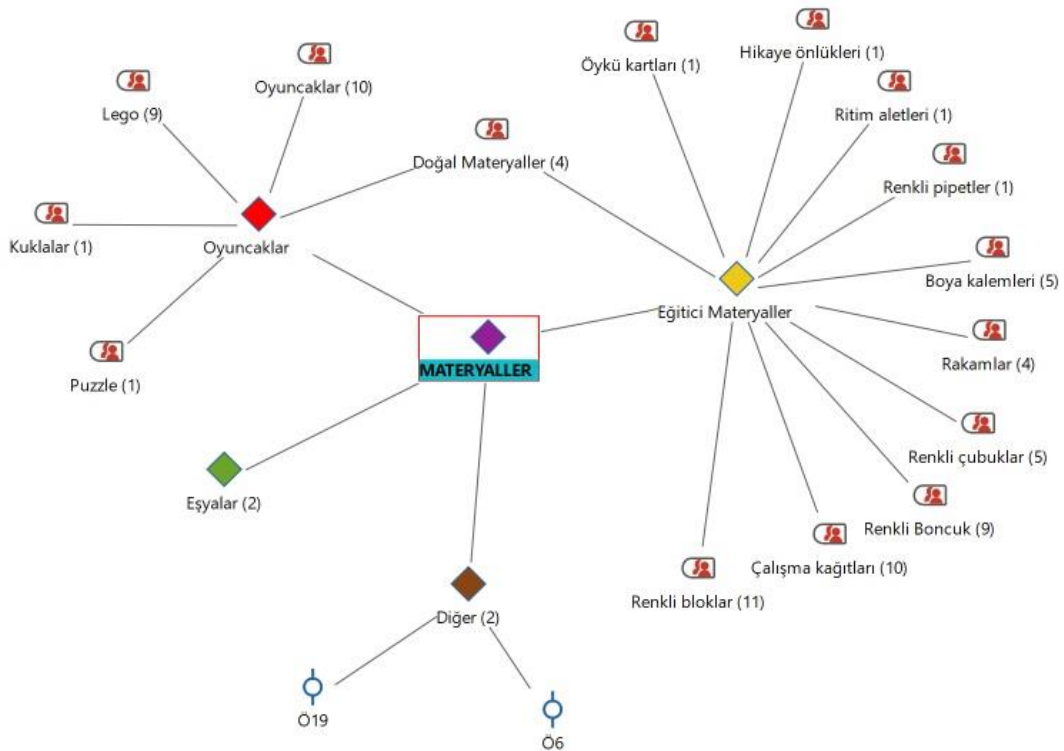 Öykü kartları (1)
Hikaye önlükleri (1)
Oyuncaklar (10)
Lego (9)
Ritim aletleri (1)
Doğal Materyaller (4)
Renkli pipetler (1)
Kuklalar (1)
Oyuncaklar
Boya kalemleri (5)
Eğitici Materyaller
MATERYALLER
Rakamlar (4)
Puzzle (1)
Renkli çubuklar (5)
Eşyalar (2)
Renkli Boncuk (9)
Çalışma kağıtları (10)
Renkli bloklar (11)
Diğer (2)
Ö19
Ö6